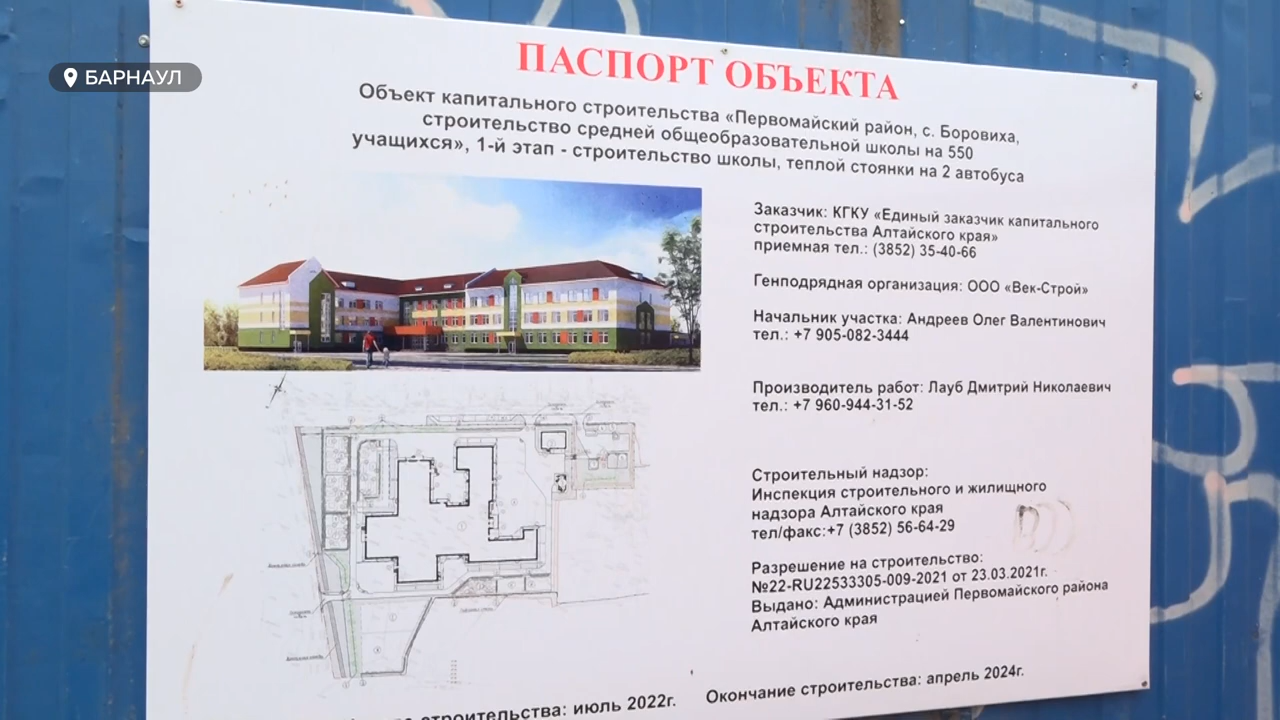 БАРНАУЛ
ПАСПОРТ ОБЪЕКТА
Объект капитального строительства «Первомайский район, с. Боровиха,
строительство средней общеобразовательной школы на 550
учащихся», 1-й этап - строительство школы, теплой стоянки на 2 автобуса
Заказчик: КГКУ «Единый заказчик капитального
строительства Алтайского края»
приемная тел.: (3852) 35-40-66
Генподрядная организация: ООО «Век-Строй»
Начальник участка: Андреев Олег Валентинович
тел.: +7 905-082-3444
Производитель работ: Лауб Дмитрий Николаевич
тел.: +7 960-944-31-52
Строительный надзор:
Инспекция строительного и жилищного
надзора Алтайского края
тел/факс:+7 (3852) 56-64-29
Разрешение на строительство:
№22-RU22533305-009-2021 от 23.03.2021г.
Выдано: Администрацией Первомайского района
Алтайского края
строительства: июль 2022г.
Окончание строительства: апрель 2024г.